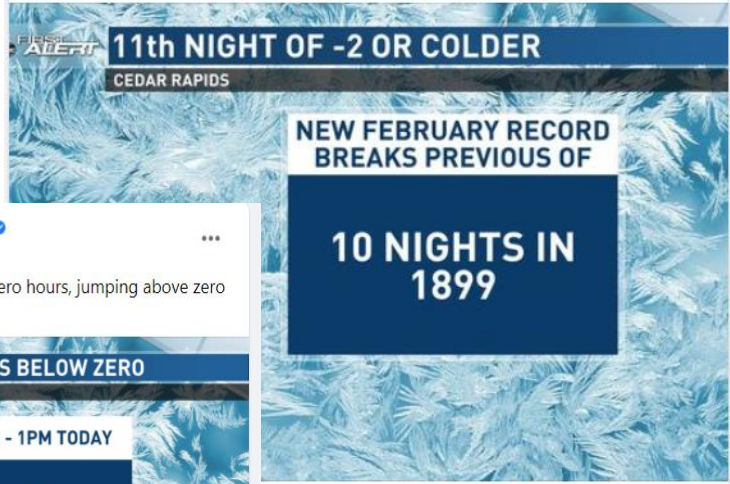 FIRST
ALERT
11th NIGHT OF -2 OR COLDER
CEDAR RAPIDS
NEW FEBRUARY RECORD
BREAKS PREVIOUS OF
10 NIGHTS IN
1899
hours, jumping above zero
BELOW ZERO
- 1PM TODAY